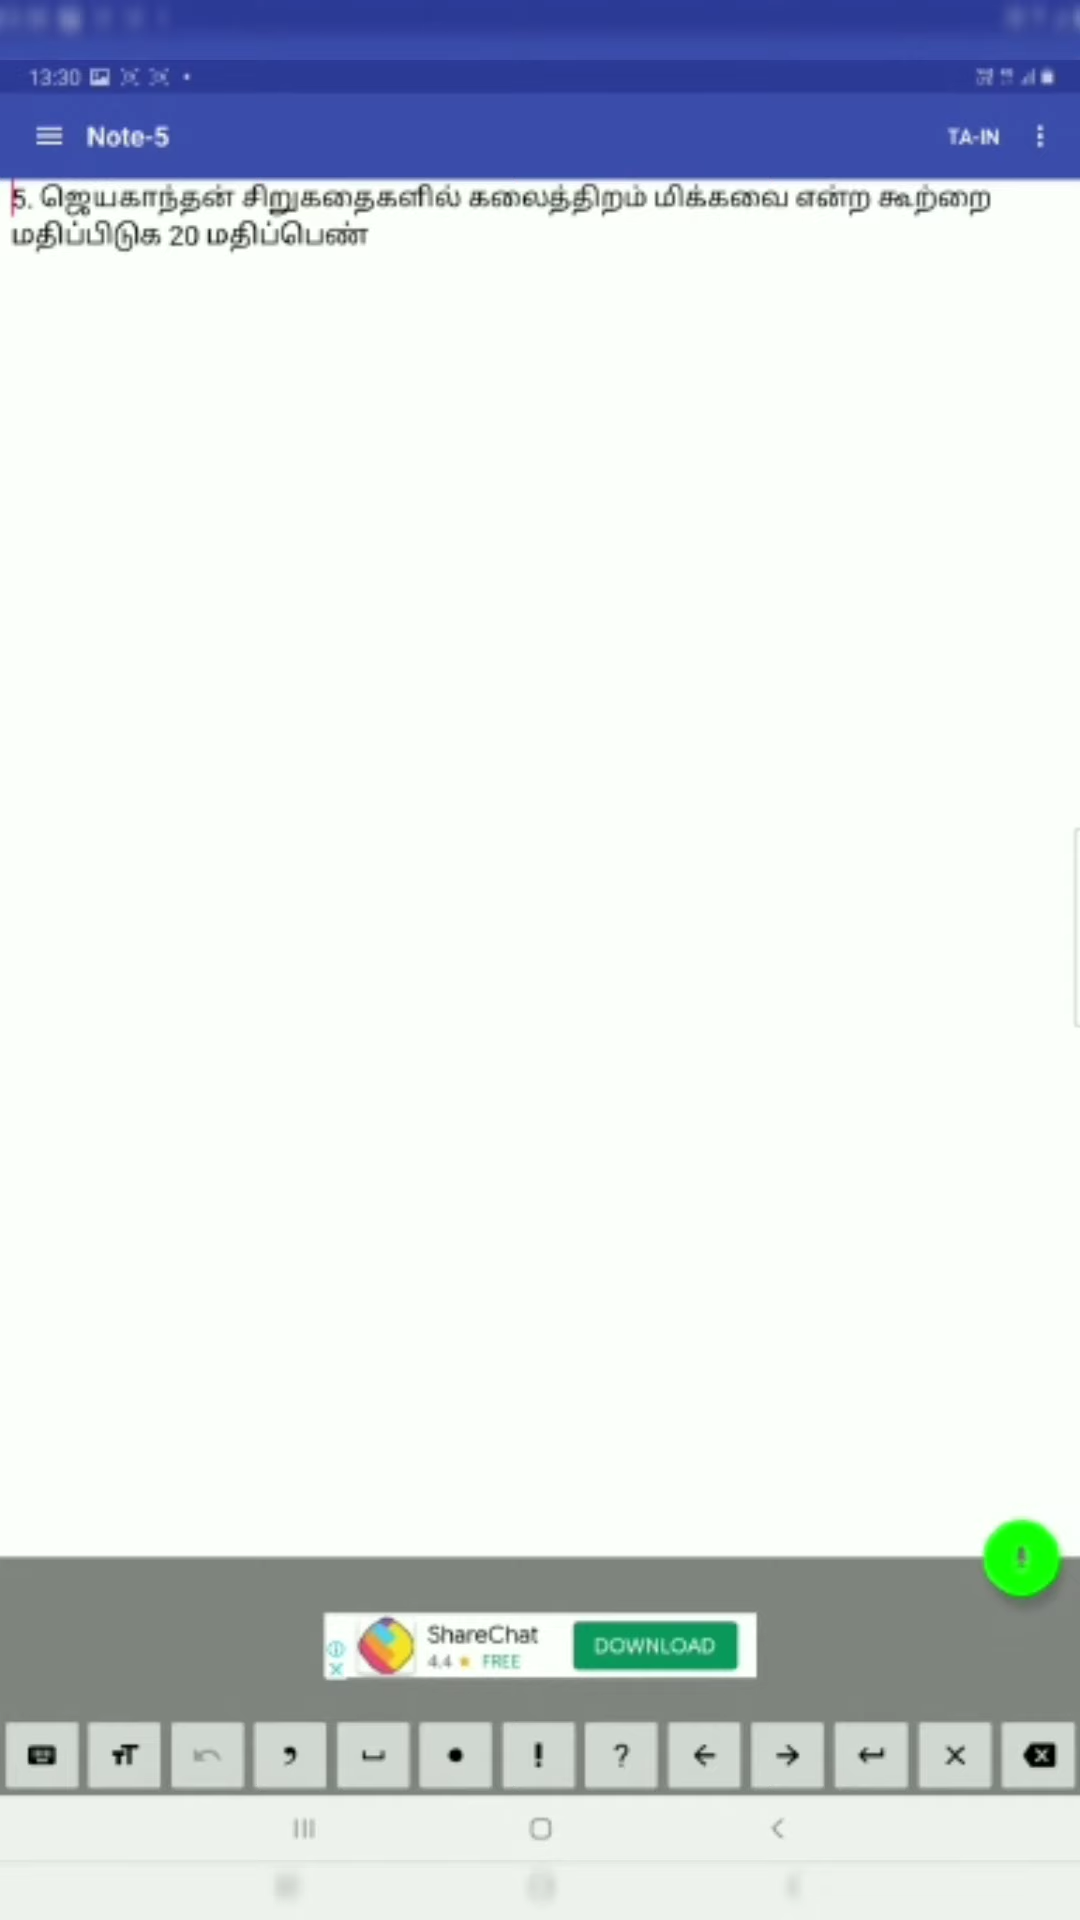 13:30
Note-5 TA-IN
5. ஜெயகாந்தன் சிறுகதைகளில் கலைத்திறம் மிக்கவை என்ற கூற்றை
மதிப்பிடுக 20 மதிப்பெண்
ShareChat
4.4 ★ FREE
DOWNLOAD
, . ! ?